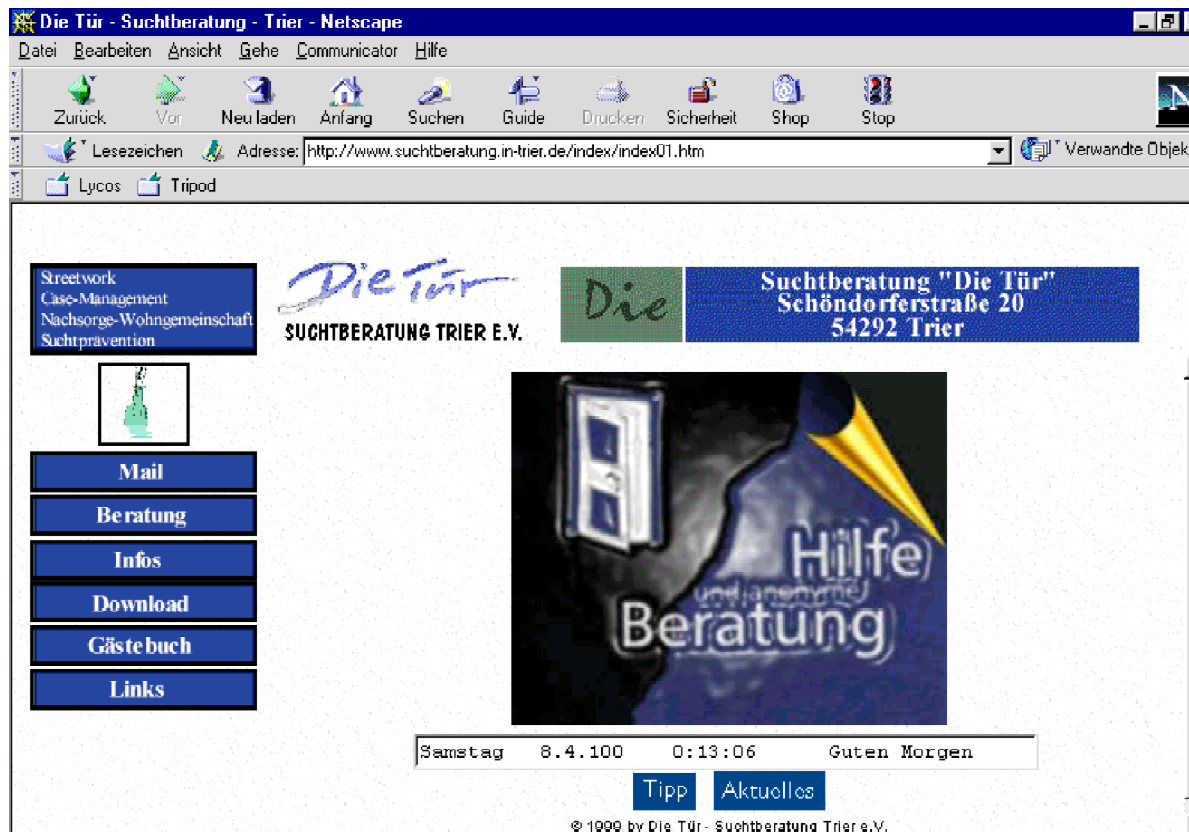 Die Tür - Suchtberatung - Trier - Netscape
Datei Bearbeiten Ansicht Gehe Communicator Hilfe
Zurück Vor Neu laden Anfang Suchen Guide Drucken Sicherheit Shop Stop
N
Lesezeichen Adresse: http://www.suchtberatung.in-trier.de/index/index01.htm Verwandte Objek
Lycos Tripod
Streetwork
Case-Management
Nachsorge-Wohngemeinschaft
Suchtprävention
Die Tür
SUCHTBERATUNG TRIER E.V.
Die
Suchtberatung "Die Tür"
Schöndorferstraße 20
54292 Trier
Mail
Beratung
Infos
Download
Gästebuch
Links
Hilfe
und anonyme
Beratung
Samstag 8.4.100 0:13:06 Guten Morgen
Tipp Aktuelles
© 1999 by Die Tür - Suchtberatung Trier e.V.